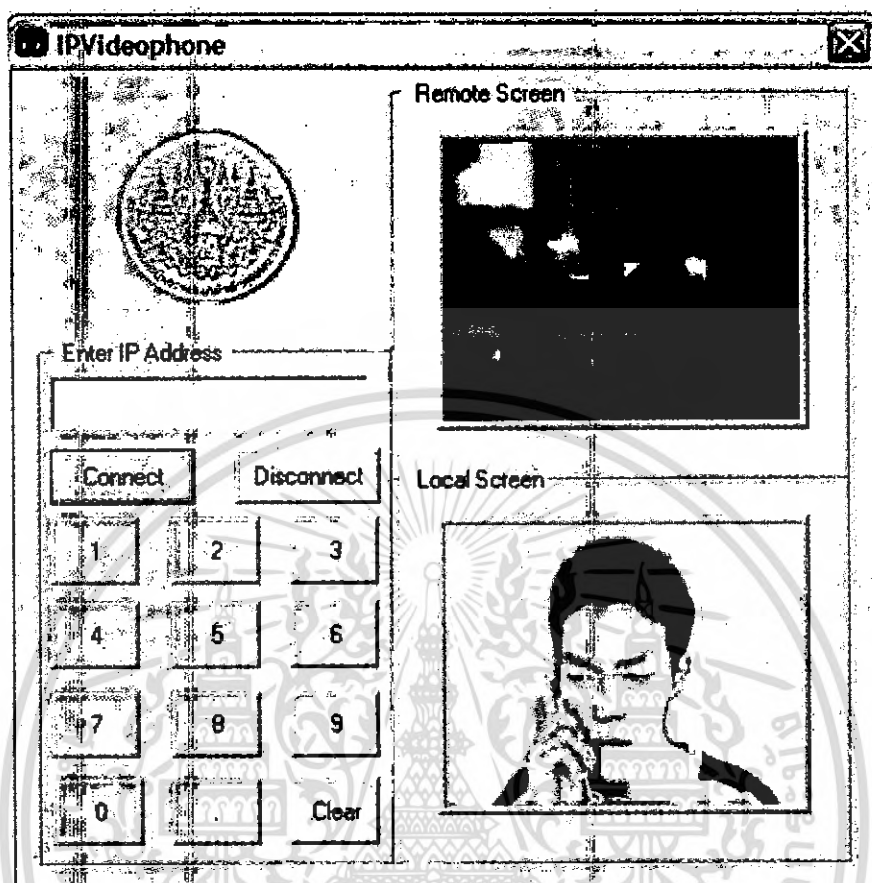 IPVideophone
Remote Screen
Enter IP Address
Connect Disconnect
Local Screen
1 2 3
4 5 6
7 8 9
0 . Clear